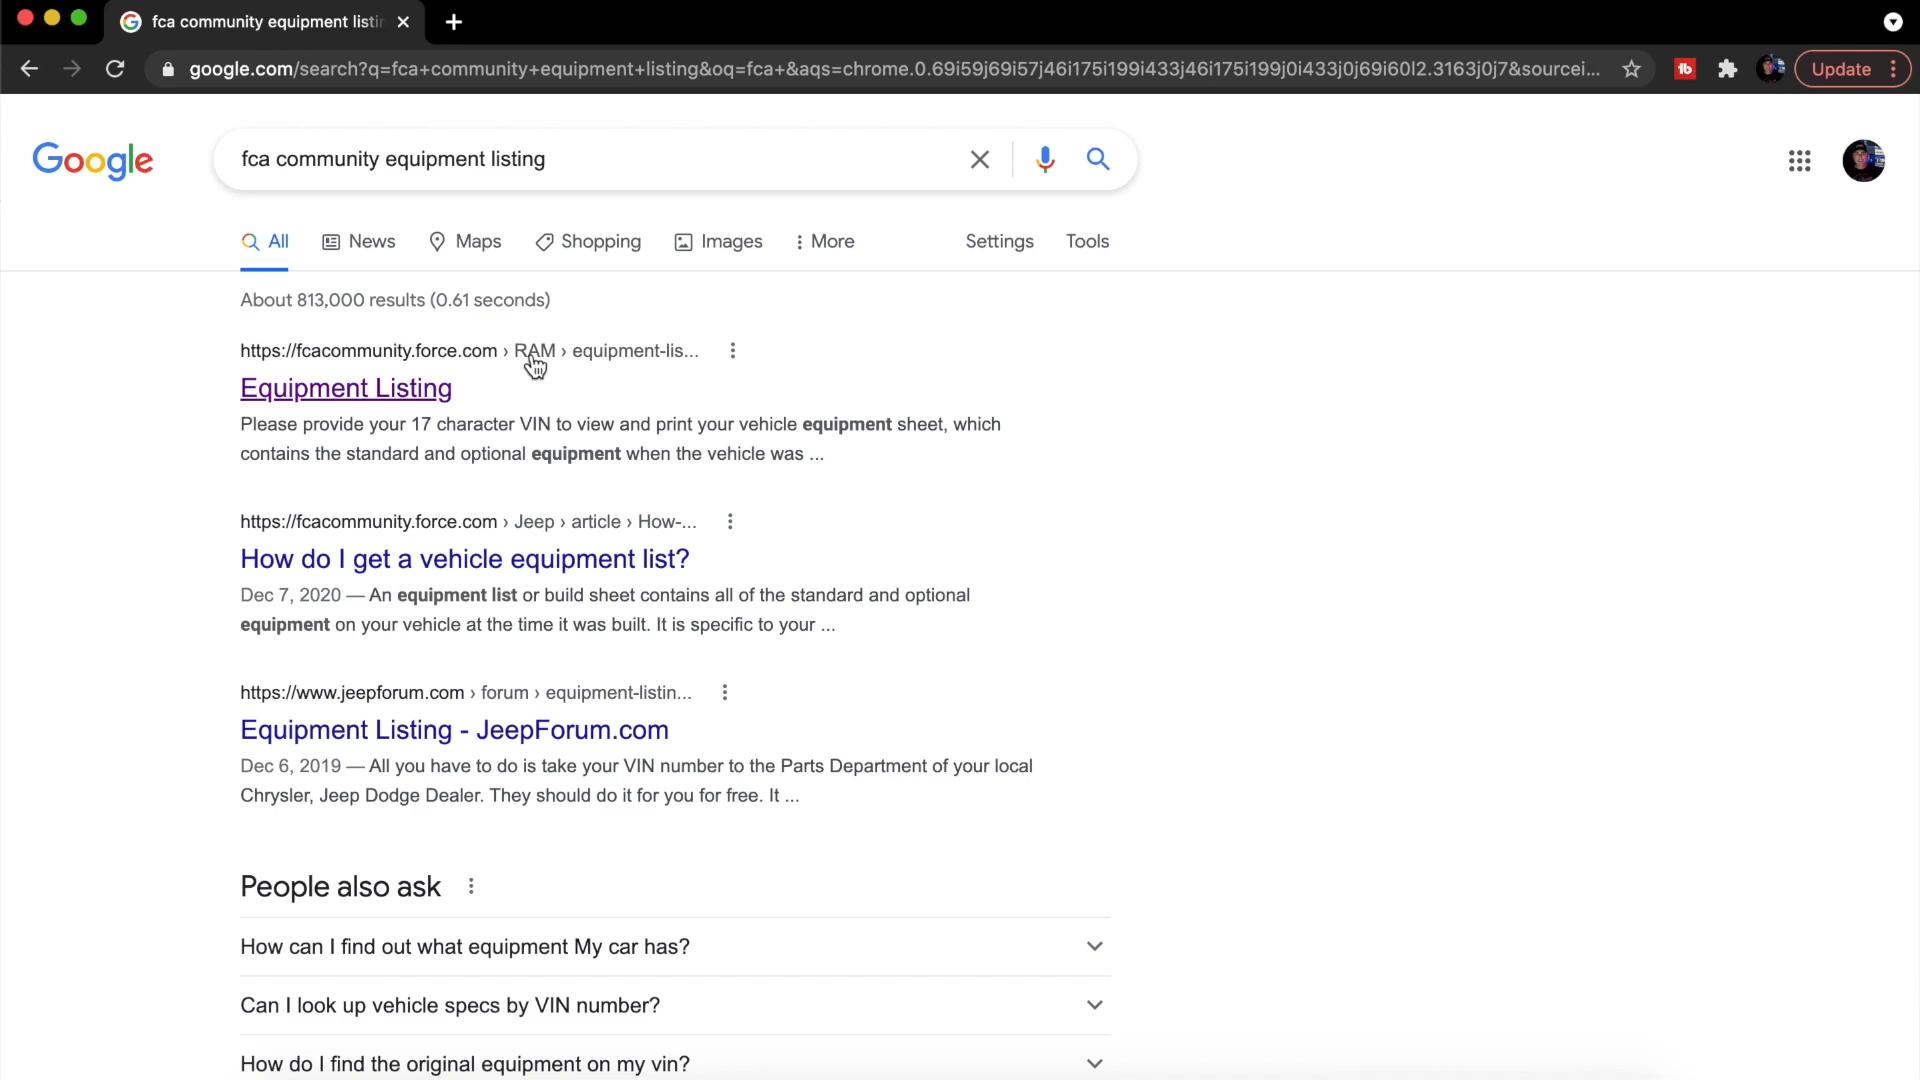 fca community equipment listin
google.com/search?q=fca+community+equipment+listing&oq=fca+&aqs=chrome.0.69i59j69i57j46i175i199i433j46i175i199j0i433j0j69i60l2.3163j0j7&sourcei...
Update
Google
fca community equipment listing
All
News
Maps
Shopping
Images
More
Settings
Tools
About 813,000 results (0.61 seconds)
https://fcacommunity.force.com › RAM › equipment-lis...
Equipment Listing
Please provide your 17 character VIN to view and print your vehicle equipment sheet, which
contains the standard and optional equipment when the vehicle was ...
https://fcacommunity.force.com › Jeep › article › How-...
How do I get a vehicle equipment list?
Dec 7, 2020 — An equipment list or build sheet contains all of the standard and optional
equipment on your vehicle at the time it was built. It is specific to your ...
https://www.jeepforum.com › forum › equipment-listin...
Equipment Listing - JeepForum.com
Dec 6, 2019 — All you have to do is take your VIN number to the Parts Department of your local
Chrysler, Jeep Dodge Dealer. They should do it for you for free. It ...
People also ask
How can I find out what equipment My car has?
Can I look up vehicle specs by VIN number?
How do I find the original equipment on my vin?